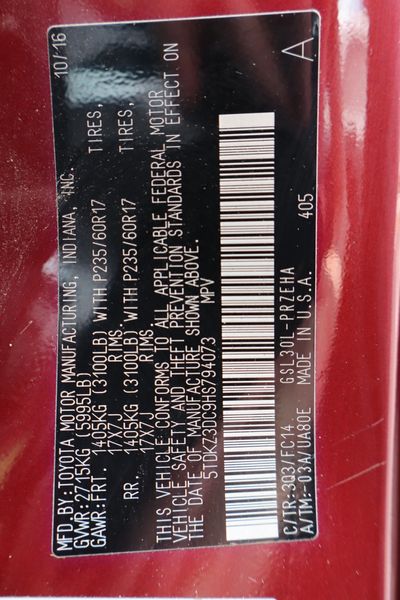 MFD.BY:TOYOTA MOTOR MANUFACTURING, INDIANA, INC. 10/16
GVWR:2715KG (5995LB)
GAWR:FRT. 1405KG (3100LB) WITH P235/60R17 TIRES,
17X7J RIMS.
RR. 1405KG (3100LB) WITH P235/60R17 TIRES,
17X7J RIMS.
THIS VEHICLE CONFORMS TO ALL APPLICABLE FEDERAL MOTOR
VEHICLE SAFETY AND THEFT PREVENTION STANDARDS IN EFFECT ON
THE DATE OF MANUFACTURE SHOWN ABOVE.
5TDKZ3DC9HS794073 MPV
C/TR:3Q3/FC14 GSL30L-PRZEHA A
A/TM:-03A/UA80E MADE IN U.S.A. 405